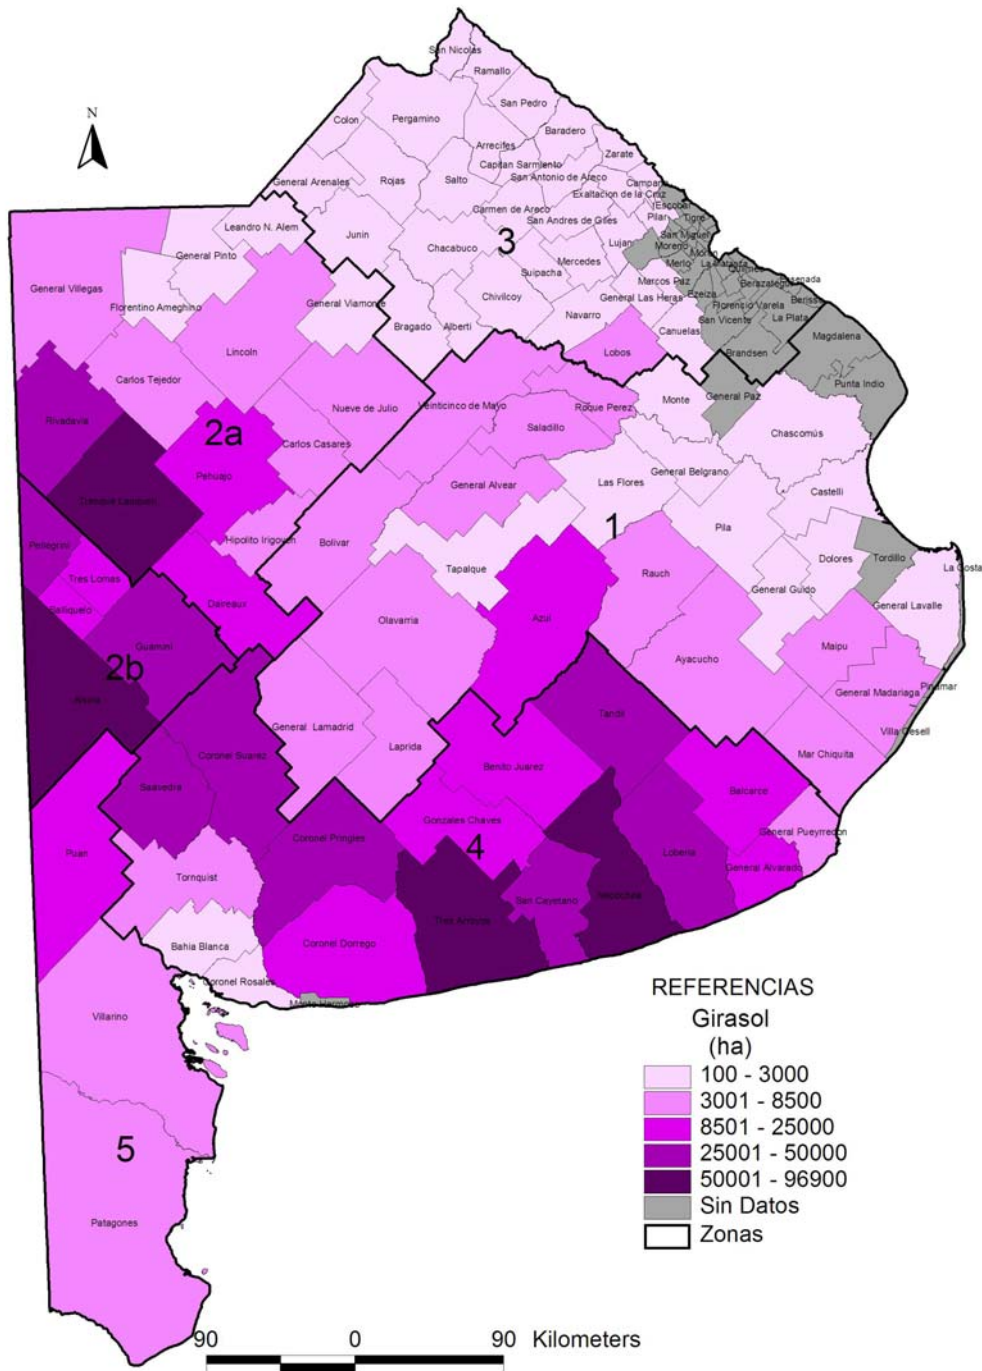 San Nicolas
Ramallo
N
San Pedro
Colon
Pergamino
Baradero
Arrecifes
Zarate
Capitan Sarmiento
General Arenales
Rojas
Salto
San Antonio de Areco
Exaltacion de la Cruz
Escobar
Carmen de Areco
San Andres de Giles
Pilar
Tigre
Leandro N. Alem
Junin
San Miguel
3
Lujan
Moreno
General Pinto
Chacabuco
Mercedes
Merlo
Suipacha
Marcos Paz
General Villegas
General Viamonte
Chivilcoy
General Las Heras
Ezeiza
Florencio Varela
Florentino Ameghino
Navarro
La Plata
Bragado
Alberti
Canuelas
San Vicente
Magdalena
Lincoln
Lobos
Brandsen
Carlos Tejedor
Punta Indio
General Paz
Monte
Nueve de Julio
Veinticinco de Mayo
Roque Perez
Rivadavia
2a
Saladillo
Chascomús
Carlos Casares
Pehuajo
General Belgrano
General Alvear
Las Flores
Castelli
1
Pila
Hipolito Irigoyen
Bolivar
Pellegrini
Dolores
Tordillo
Tapalque
La Costa
Tres Lomas
Rauch
Daireaux
General Guido
General Lavalle
Salliquelo
Olavarria
Azul
Guamini
Maipu
2b
Ayacucho
General Madariaga
Pinamar
Tandil
General Lamadrid
Villa Gesell
Laprida
Mar Chiquita
Coronel Suarez
Benito Juarez
Saavedra
Balcarce
Gonzales Chaves
General Pueyrredon
Coronel Pringles
4
Puan
Loberia
General Alvarado
Tornquist
San Cayetano
Tres Arroyos
Bahia Blanca
Coronel Dorrego
Coronel Rosales
Monte Hermoso
REFERENCIAS
Villarino
Girasol
(ha)
100 - 3000
3001 - 8500
8501 - 25000
5
25001 - 50000
50001 - 96900
Sin Datos
Patagones
Zonas
90 0 90 Kilometers